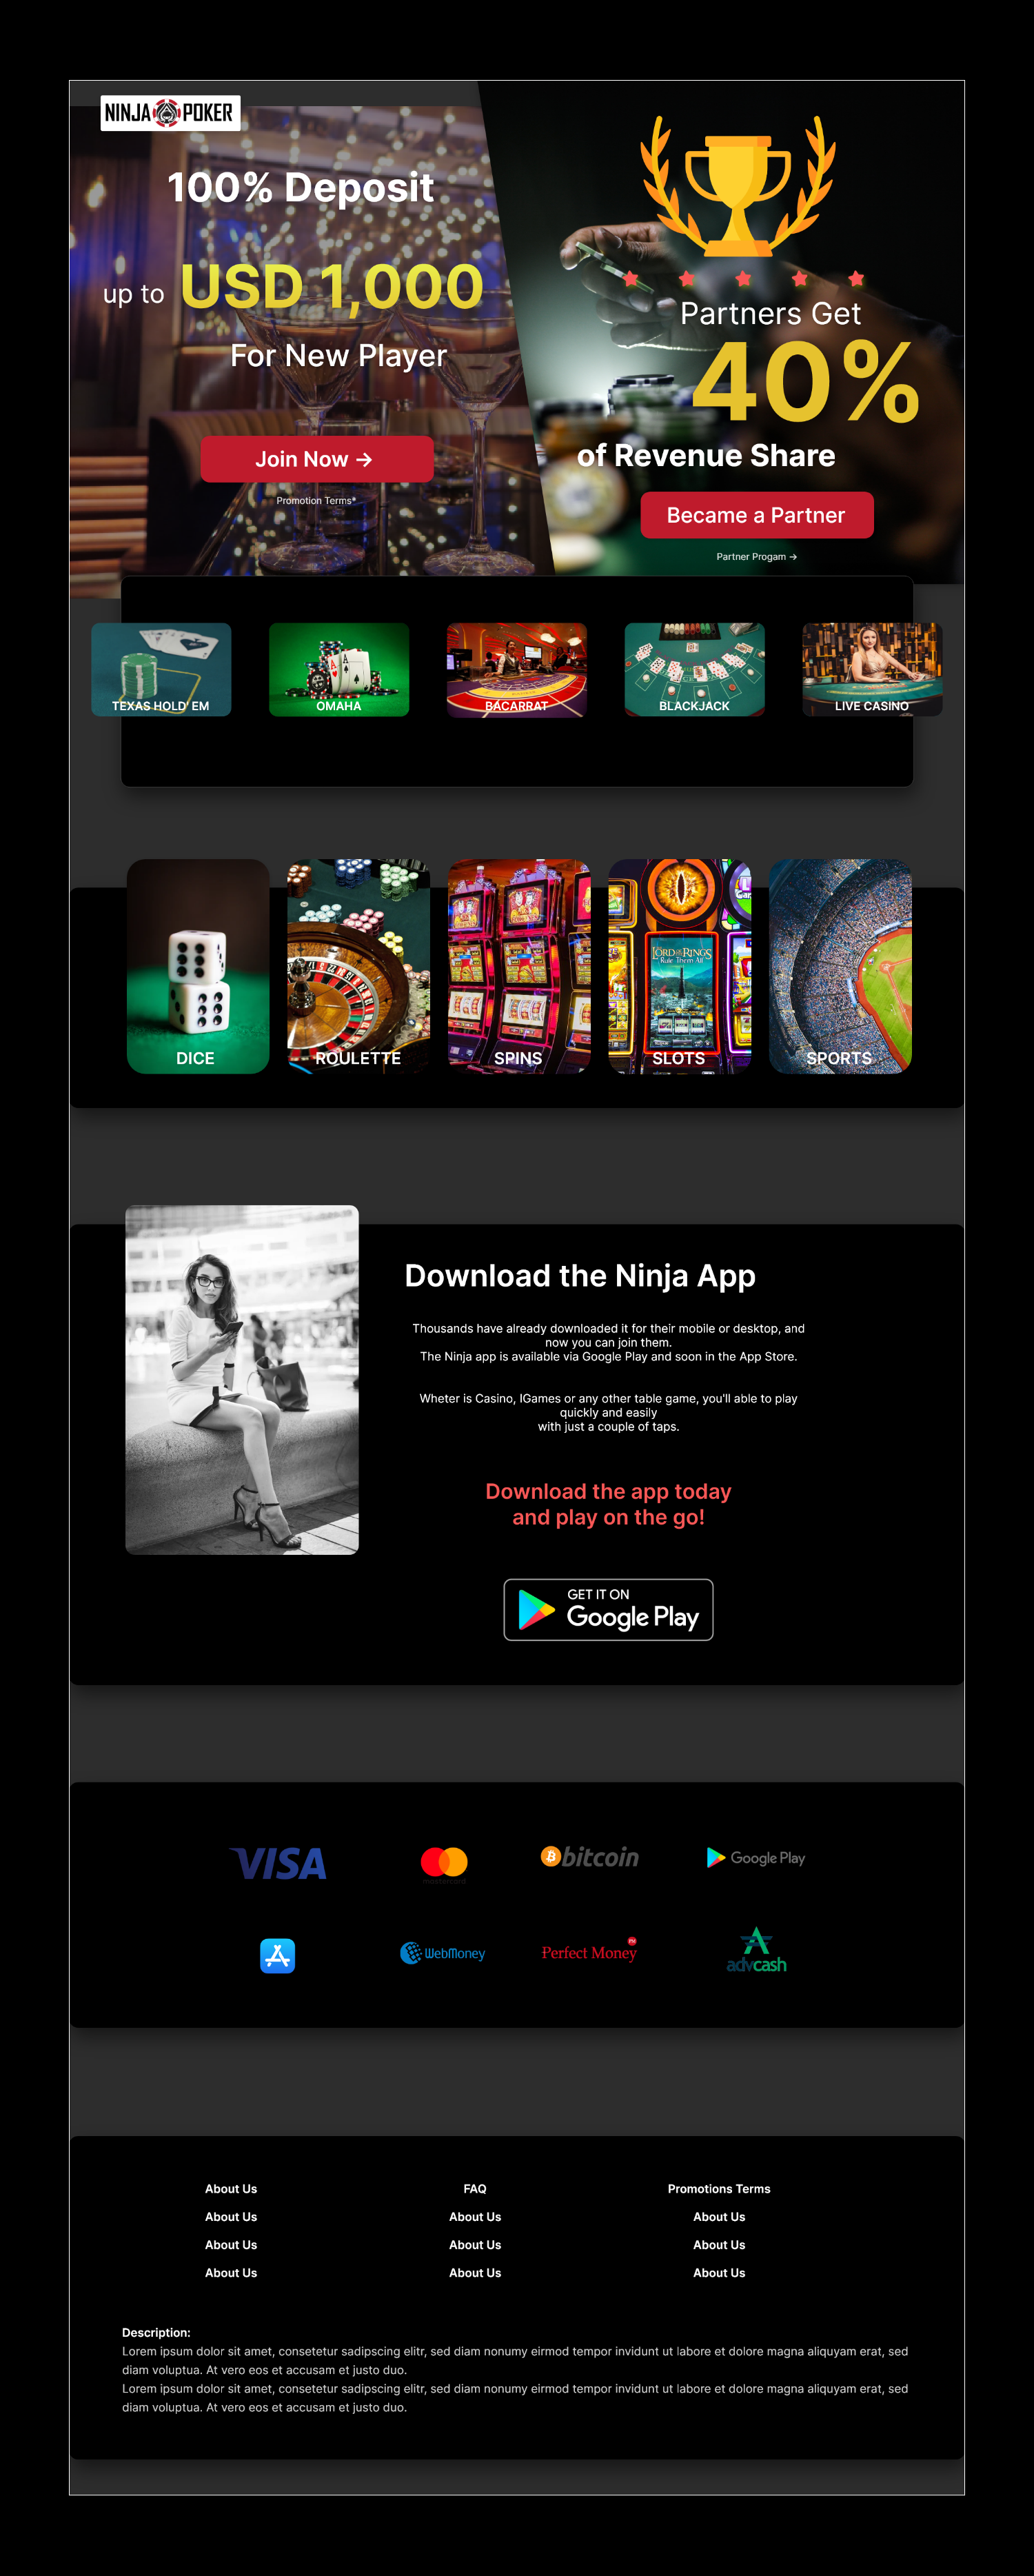 NINJA POKER
100% Deposit
up to USD 1,000
For New Player
Join Now →
Promotion Terms*
Partners Get
40%
of Revenue Share
Became a Partner
Partner Progam →
TEXAS HOLD´EM
OMAHA
BACARRAT
BLACKJACK
LIVE CASINO
DICE
ROULETTE
SPINS
THE LORD OF THE RINGS
Rule Them All
SLOTS
SPORTS
Download the Ninja App
Thousands have already downloaded it for their mobile or desktop, and
now you can join them.
The Ninja app is available via Google Play and soon in the App Store.
Wheter is Casino, IGames or any other table game, you'll able to play
quickly and easily
with just a couple of taps.
Download the app today
and play on the go!
GET IT ON
Google Play
VISA
mastercard
bitcoin
Google Play
WebMoney
Perfect Money PM
advcash
About Us
FAQ
Promotions Terms
About Us
About Us
About Us
About Us
About Us
About Us
About Us
About Us
About Us
Description:
Lorem ipsum dolor sit amet, consetetur sadipscing elitr, sed diam nonumy eirmod tempor invidunt ut labore et dolore magna aliquyam erat, sed
diam voluptua. At vero eos et accusam et justo duo.
Lorem ipsum dolor sit amet, consetetur sadipscing elitr, sed diam nonumy eirmod tempor invidunt ut labore et dolore magna aliquyam erat, sed
diam voluptua. At vero eos et accusam et justo duo.